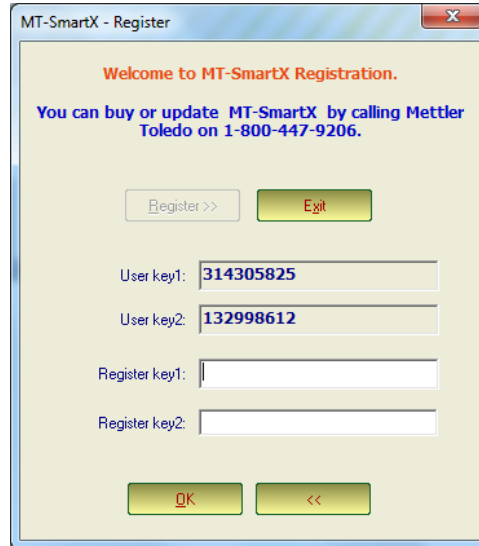 MT-SmartX - Register
Welcome to MT-SmartX Registration.
You can buy or update MT-SmartX by calling Mettler
Toledo on 1-800-447-9206.
Register >>
Exit
User key1: 314305825
User key2: 132998612
Register key1:
Register key2:
OK
<<